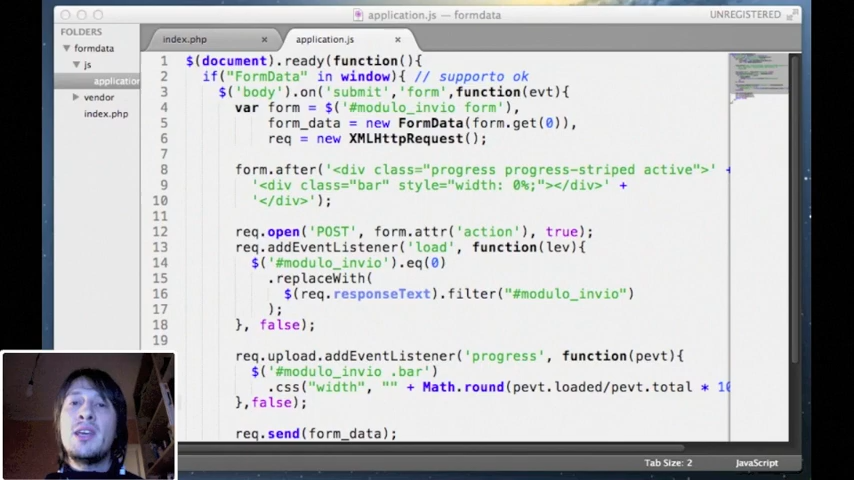 application.js — formdata
UNREGISTERED
FOLDERS
formdata
js
application
vendor
index.php
index.php
application.js
1 $(document).ready(function(){
2 if("FormData" in window){ // supporto ok
3 $('body').on('submit','form',function(evt){
4 var form = $('#modulo_invio form'),
5 form_data = new FormData(form.get(0)),
6 req = new XMLHttpRequest();
7
8 form.after('<div class="progress progress-striped active">' +
9 '<div class="bar" style="width: 0%;"></div>' +
10 '</div>');
11
12 req.open('POST', form.attr('action'), true);
13 req.addEventListener('load', function(lev){
14 $('#modulo_invio').eq(0)
15 .replaceWith(
16 $(req.responseText).filter("#modulo_invio")
17 );
18 }, false);
19
req.upload.addEventListener('progress', function(pevt){
$('#modulo_invio .bar')
.css("width", "" + Math.round(pevt.loaded/pevt.total * 10
},false);
req.send(form_data);
Tab Size: 2
JavaScript